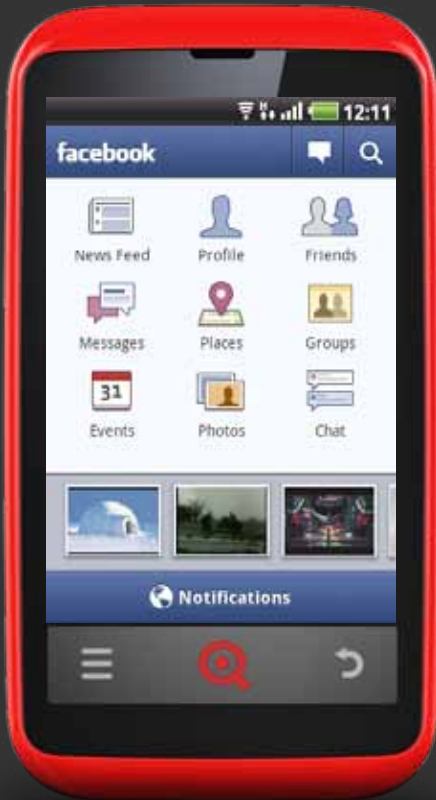 12:11
facebook
News Feed Profile Friends
Messages Places Groups
31
Events Photos Chat
Notifications